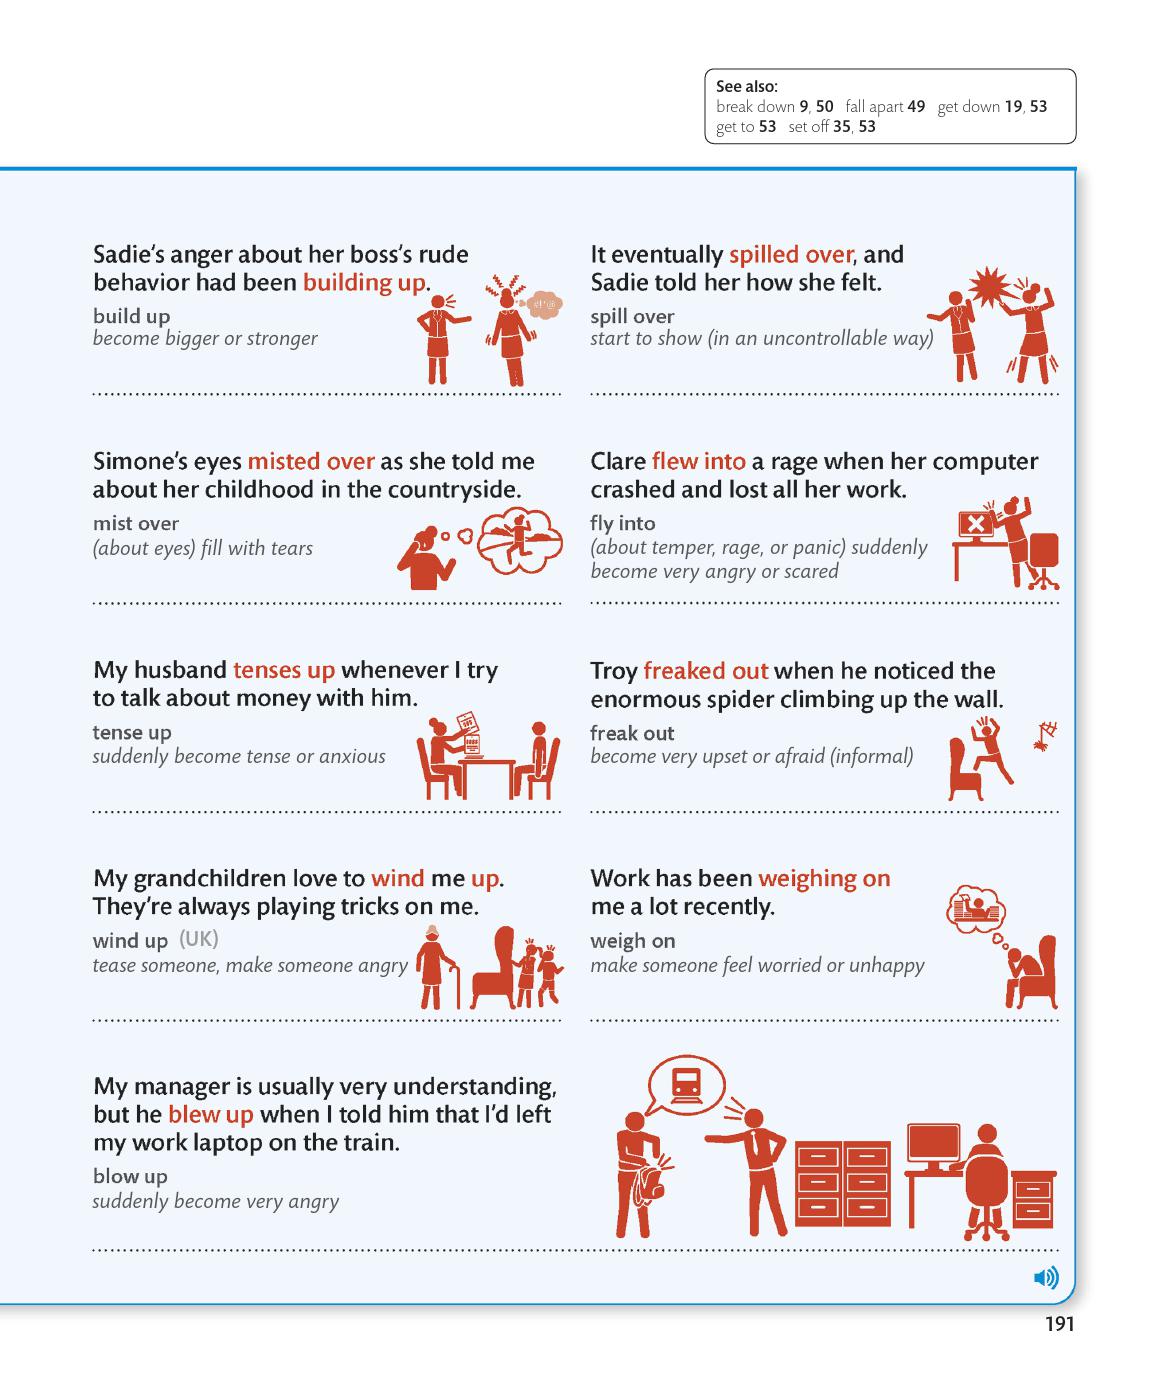 See also:
break down 9, 50 fall apart 49 get down 19, 53
get to 53 set off 35, 53
Sadie's anger about her boss's rude
behavior had been building up.
build up
become bigger or stronger
It eventually spilled over, and
Sadie told her how she felt.
spill over
start to show (in an uncontrollable way)
Simone's eyes misted over as she told me
about her childhood in the countryside.
mist over
(about eyes) fill with tears
Clare flew into a rage when her computer
crashed and lost all her work.
fly into
(about temper, rage, or panic) suddenly
become very angry or scared
My husband tenses up whenever I try
to talk about money with him.
tense up
suddenly become tense or anxious
Troy freaked out when he noticed the
enormous spider climbing up the wall.
freak out
become very upset or afraid (informal)
My grandchildren love to wind me up.
They're always playing tricks on me.
wind up (UK)
tease someone, make someone angry
Work has been weighing on
me a lot recently.
weigh on
make someone feel worried or unhappy
My manager is usually very understanding,
but he blew up when I told him that I'd left
my work laptop on the train.
blow up
suddenly become very angry
191